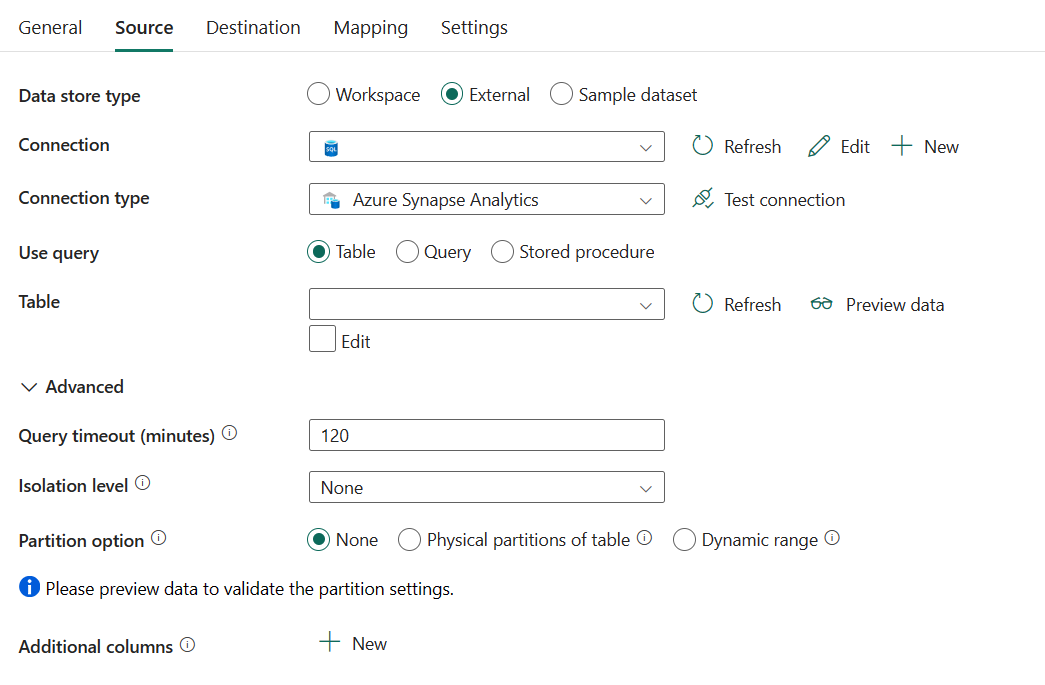 General Source Destination Mapping Settings
Data store type Workspace External Sample dataset
Connection SQL Refresh Edit New
Connection type Azure Synapse Analytics Test connection
Use query Table Query Stored procedure
Table Refresh Preview data
Edit
Advanced
Query timeout (minutes) 120
Isolation level None
Partition option None Physical partitions of table Dynamic range
Please preview data to validate the partition settings.
Additional columns New